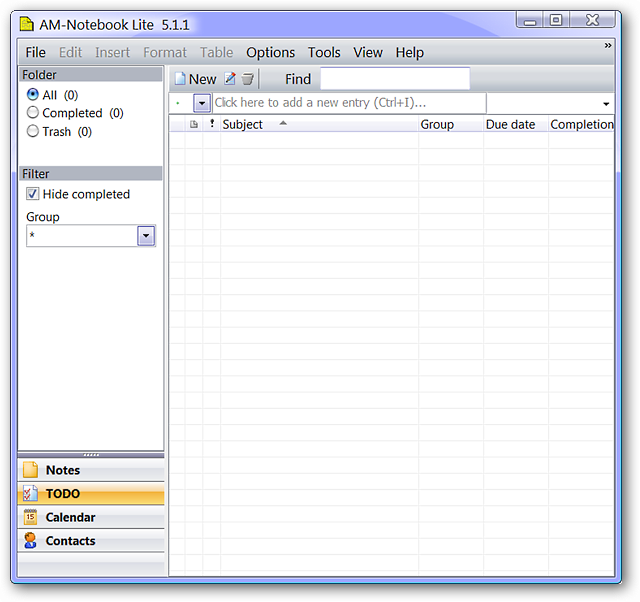 AM-Notebook Lite 5.1.1
File Edit Insert Format Table Options Tools View Help »
Folder
All (0)
Completed (0)
Trash (0)
Filter
Hide completed
Group
*
Notes
TODO
15 Calendar
Contacts
New Find
Click here to add a new entry (Ctrl+I)...
! Subject Group Due date Completion